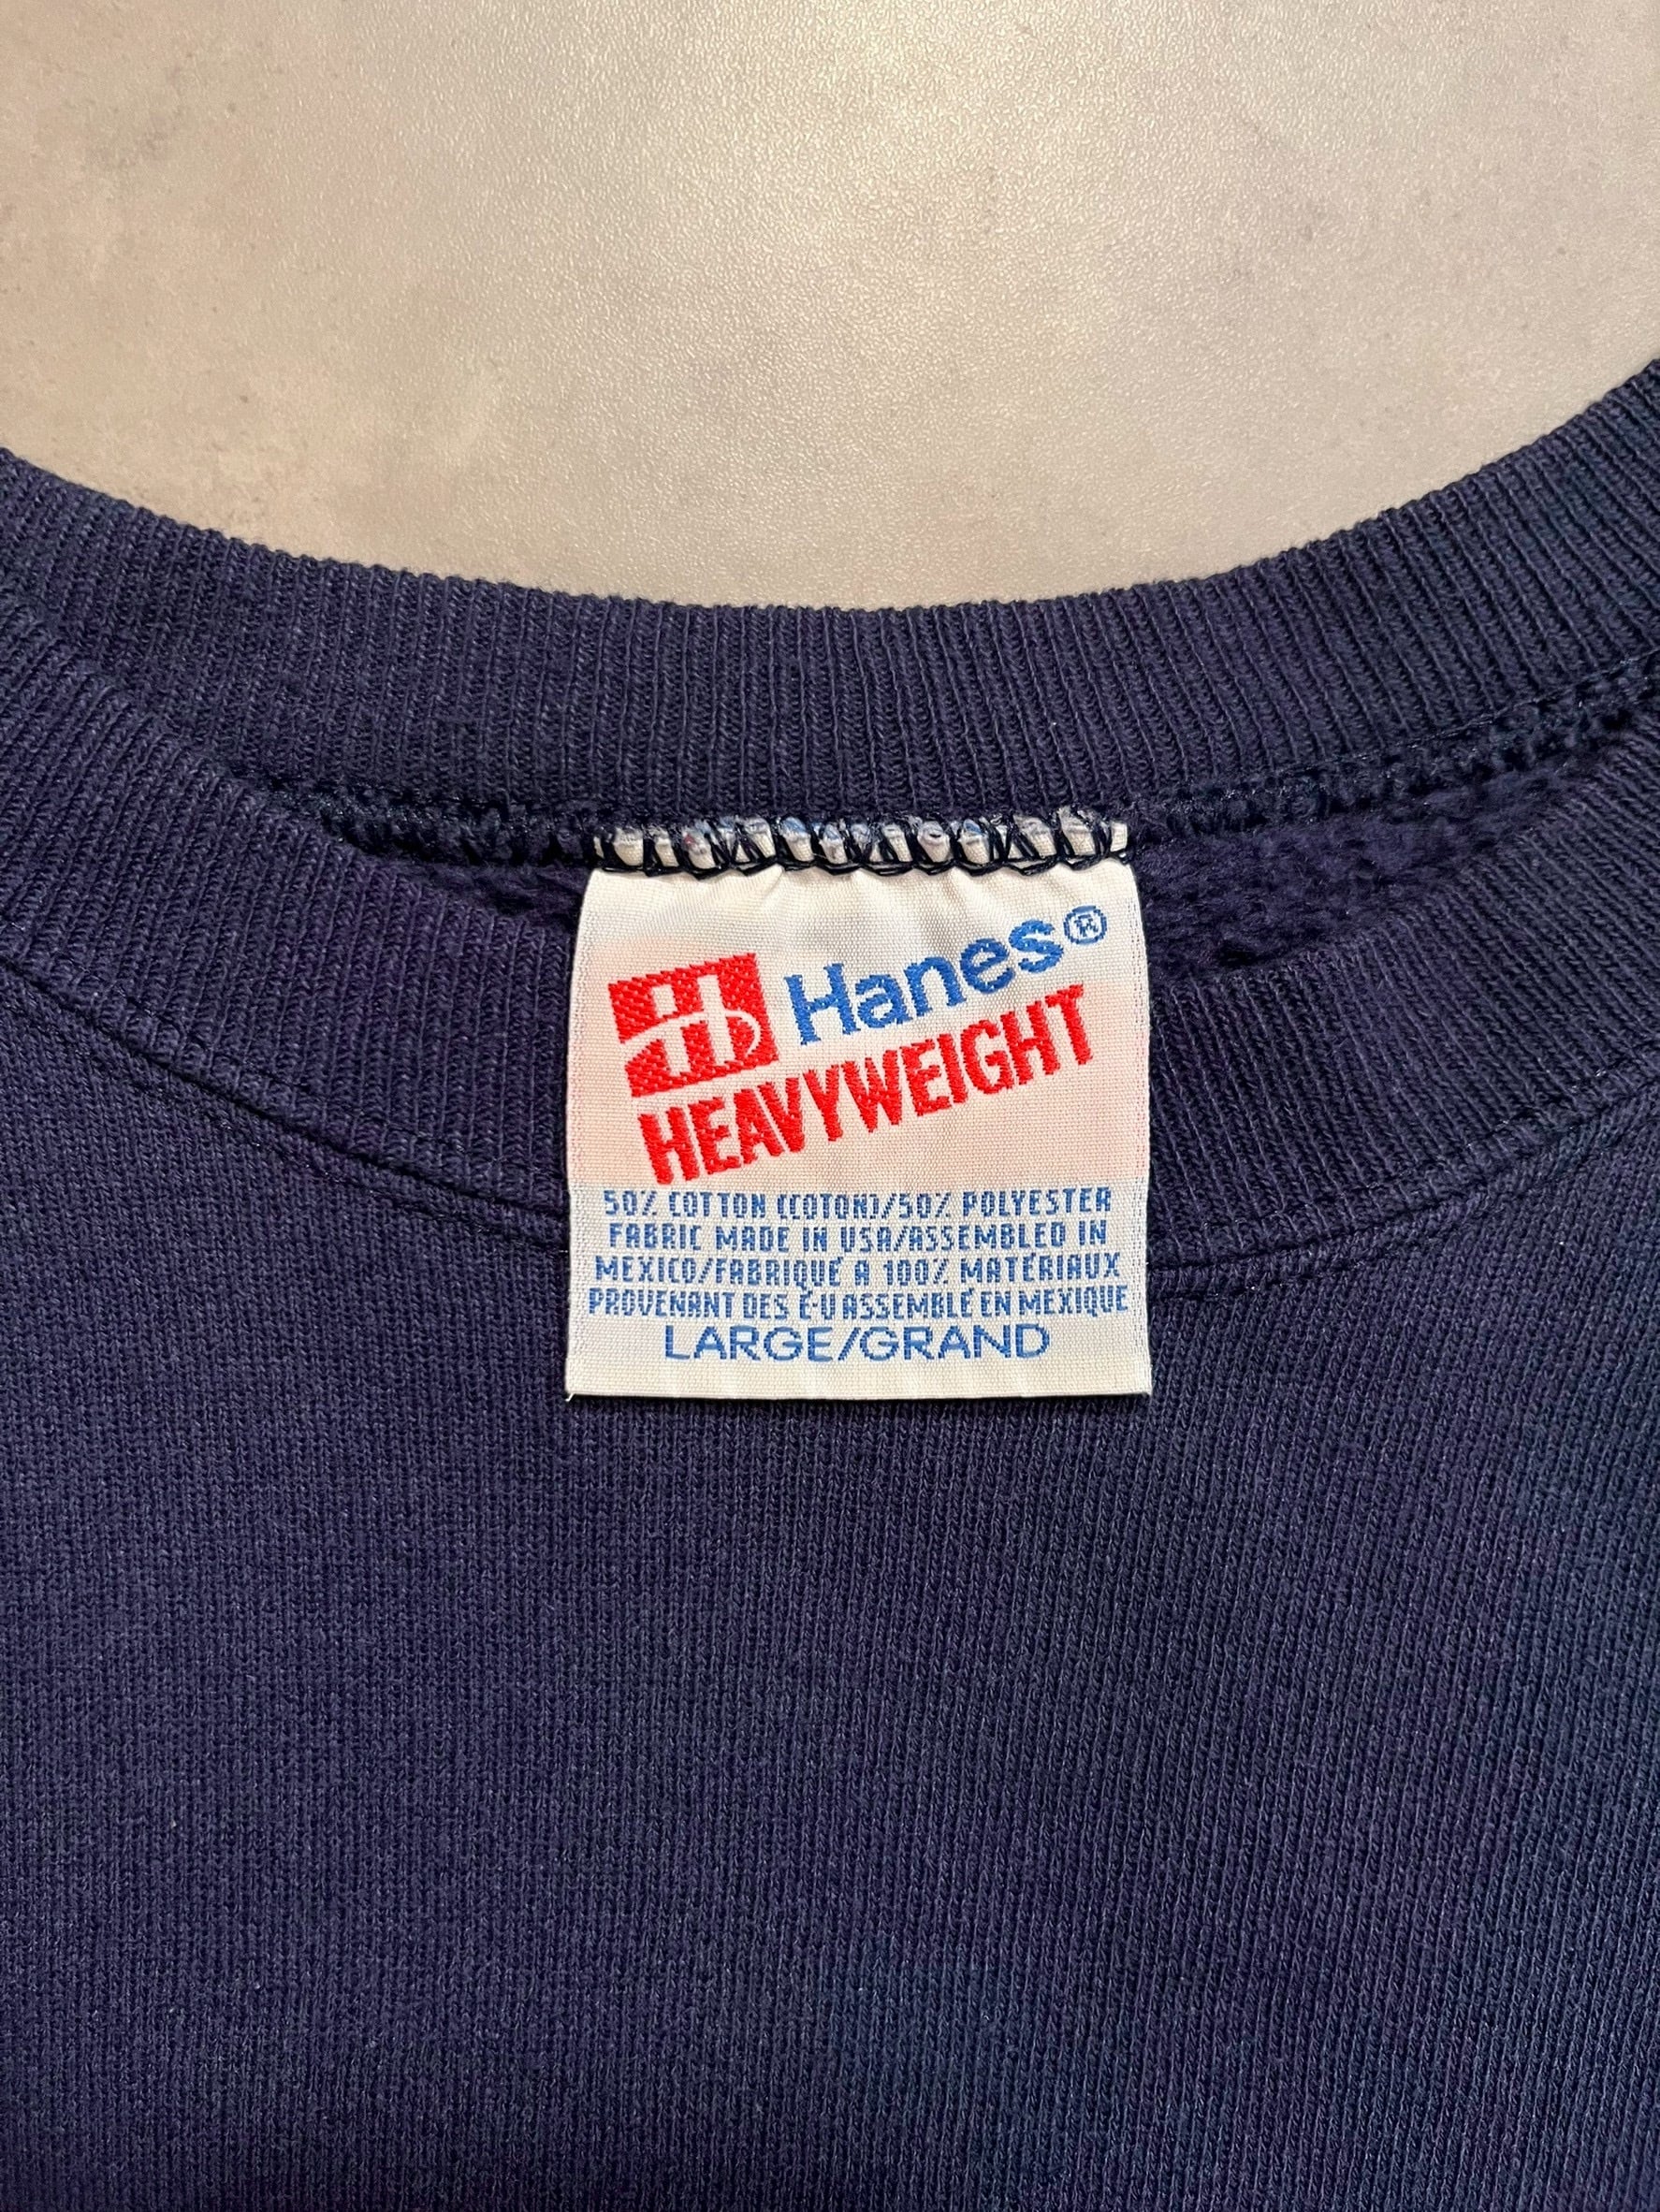 Hanes®
HEAVYWEIGHT
50% COTTON (COTON)/50% POLYESTER
FABRIC MADE IN USA/ASSEMBLED IN
MEXICO/FABRIQUÉ A 100% MATÉRIAUX
PROVENANT DES É-U ASSEMBLÉ EN MEXIQUE
LARGE/GRAND